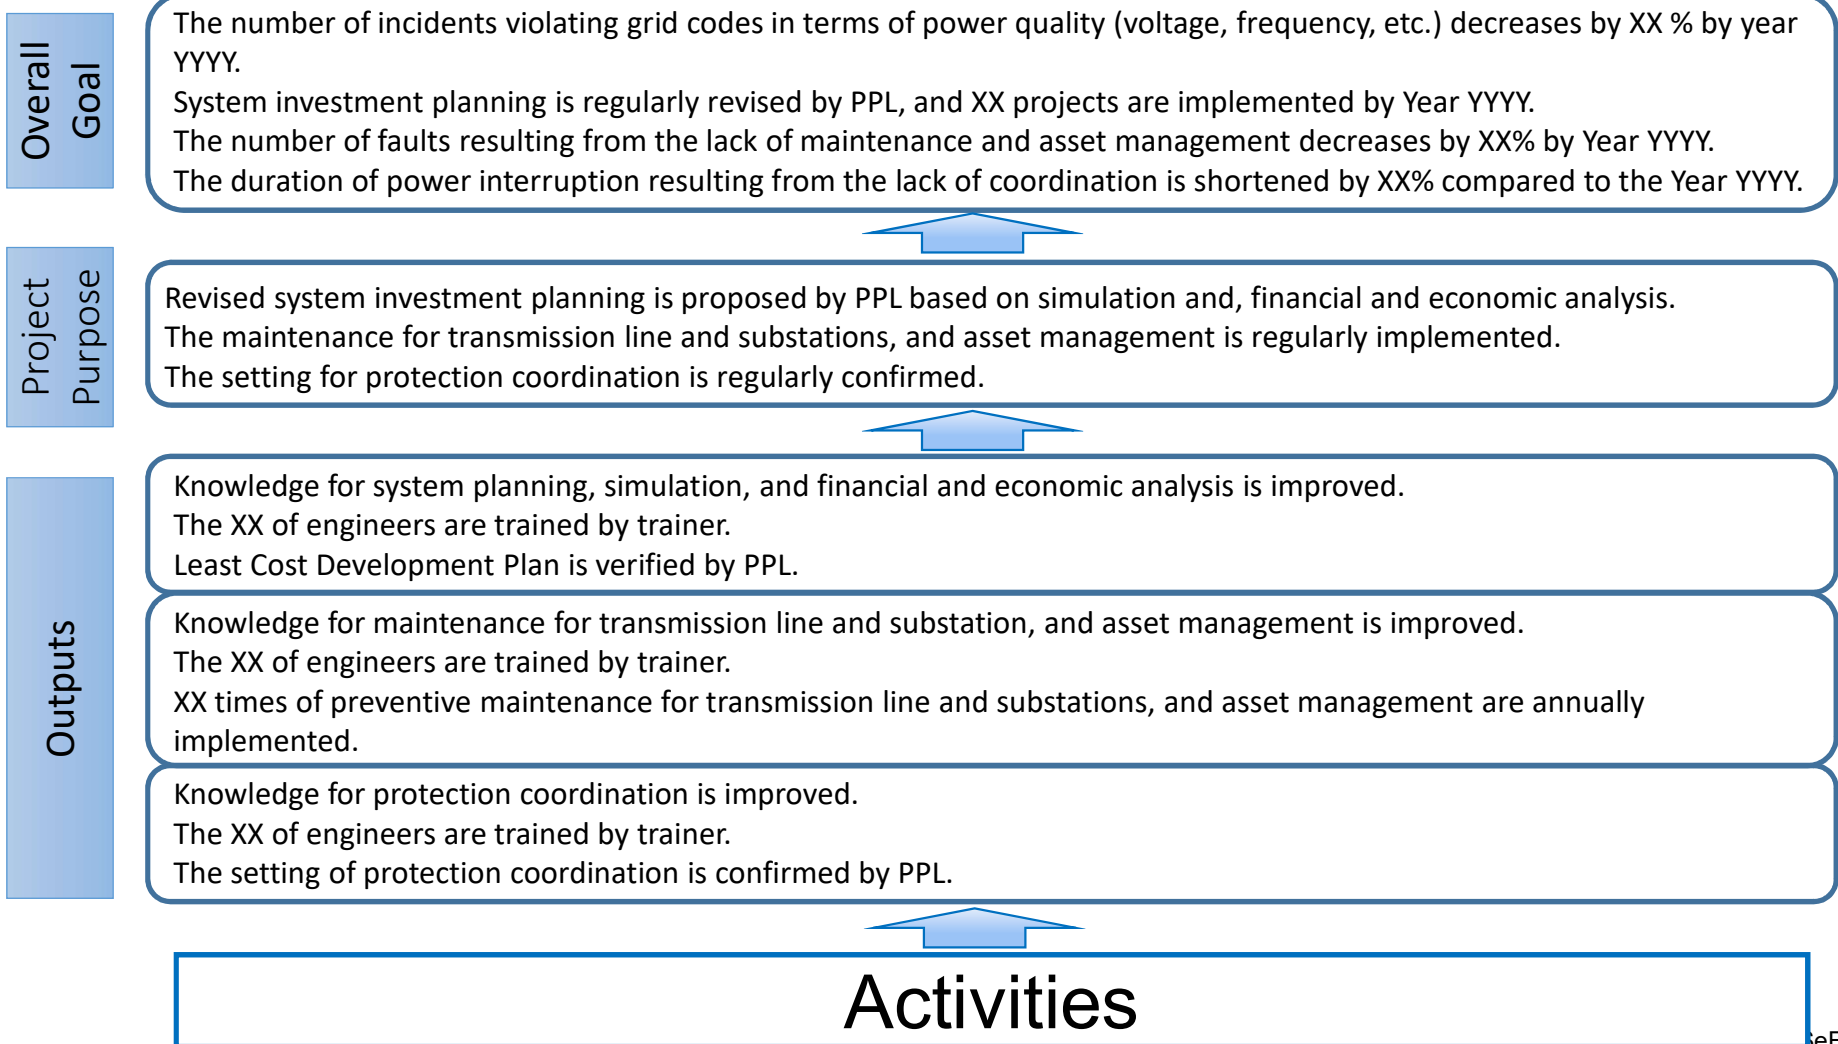 Overall
Goal
The number of incidents violating grid codes in terms of power quality (voltage, frequency, etc.) decreases by XX % by year
YYYY.
System investment planning is regularly revised by PPL, and XX projects are implemented by Year YYYY.
The number of faults resulting from the lack of maintenance and asset management decreases by XX% by Year YYYY.
The duration of power interruption resulting from the lack of coordination is shortened by XX% compared to the Year YYYY.
Project
Purpose
Revised system investment planning is proposed by PPL based on simulation and, financial and economic analysis.
The maintenance for transmission line and substations, and asset management is regularly implemented.
The setting for protection coordination is regularly confirmed.
Outputs
Knowledge for system planning, simulation, and financial and economic analysis is improved.
The XX of engineers are trained by trainer.
Least Cost Development Plan is verified by PPL.
Knowledge for maintenance for transmission line and substation, and asset management is improved.
The XX of engineers are trained by trainer.
XX times of preventive maintenance for transmission line and substations, and asset management are annually
implemented.
Knowledge for protection coordination is improved.
The XX of engineers are trained by trainer.
The setting of protection coordination is confirmed by PPL.
Activities